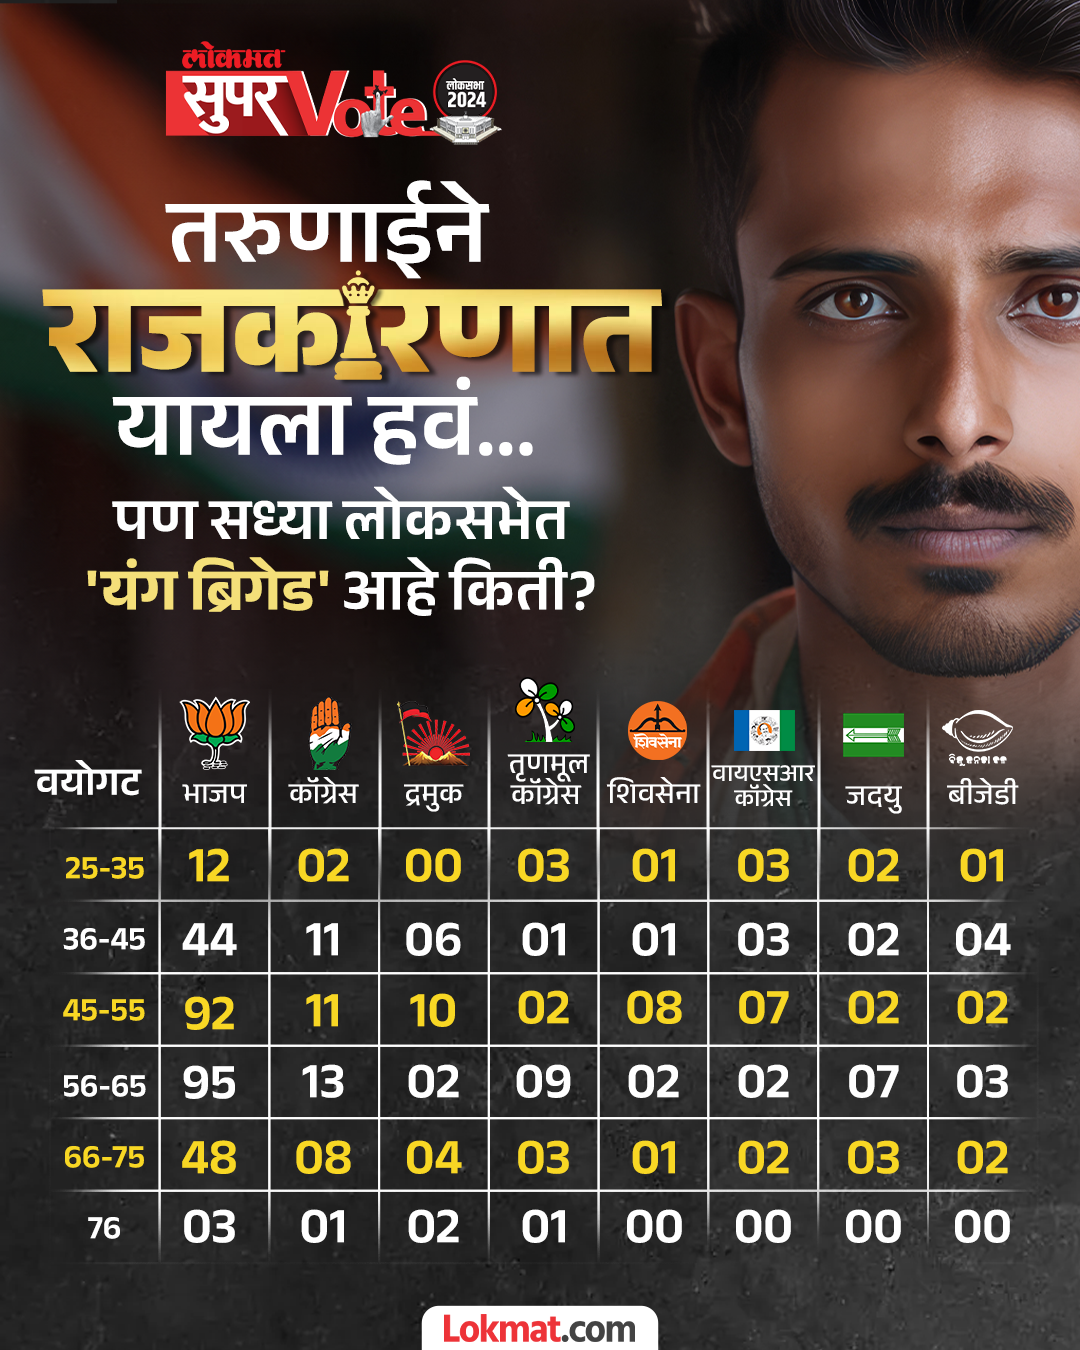 लोकमत
सुपर Vote
लोकसभा
2024
तरुणाईने
राजकारणात
यायला हवं...
पण सध्या लोकसभेत
'यंग ब्रिगेड' आहे किती?
वयोगट भाजप काँग्रेस द्रमुक तृणमूल काँग्रेस शिवसेना वायएसआर काँग्रेस जदयु बीजेडी
शिवसेना
25-35 12 02 00 03 01 03 02 01
36-45 44 11 06 01 01 03 02 04
45-55 92 11 10 02 08 07 02 02
56-65 95 13 02 09 02 02 07 03
66-75 48 08 04 03 01 02 03 02
76 03 01 02 01 00 00 00 00
Lokmat.com